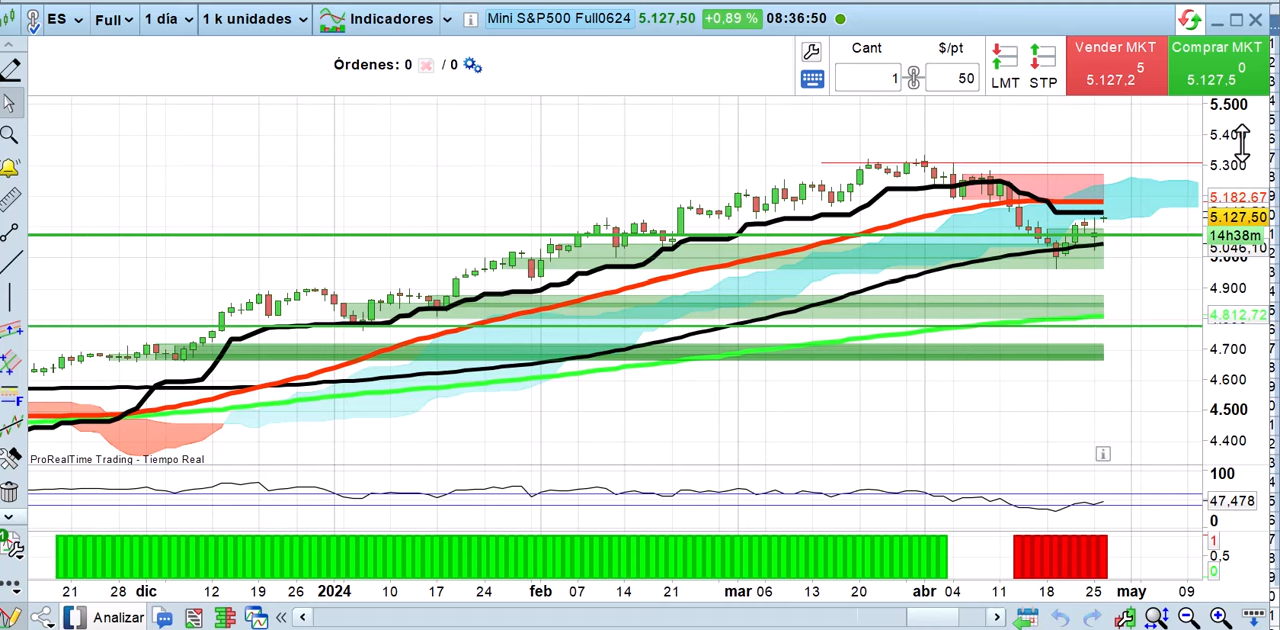 ES Full 1 día 1 k unidades Indicadores Mini S&P500 Full0624 5.127,50 +0,89 % 08:36:50
Órdenes: 0 / 0
Cant $/pt
1 50
LMT STP
Vender MKT
5
5.127,2
Comprar MKT
0
5.127,5
5.500
5.300
5.182,67
5.127,50
14h38m
5.046,10
4.900
4.812,72
4.700
4.600
4.500
4.400
ProRealTime Trading - Tiempo Real
100
47,478
0
1
0,5
0
21 28 dic 12 19 26 2024 10 17 24 feb 07 14 21 mar 06 13 20 abr 04 11 18 25 may 09
Analizar